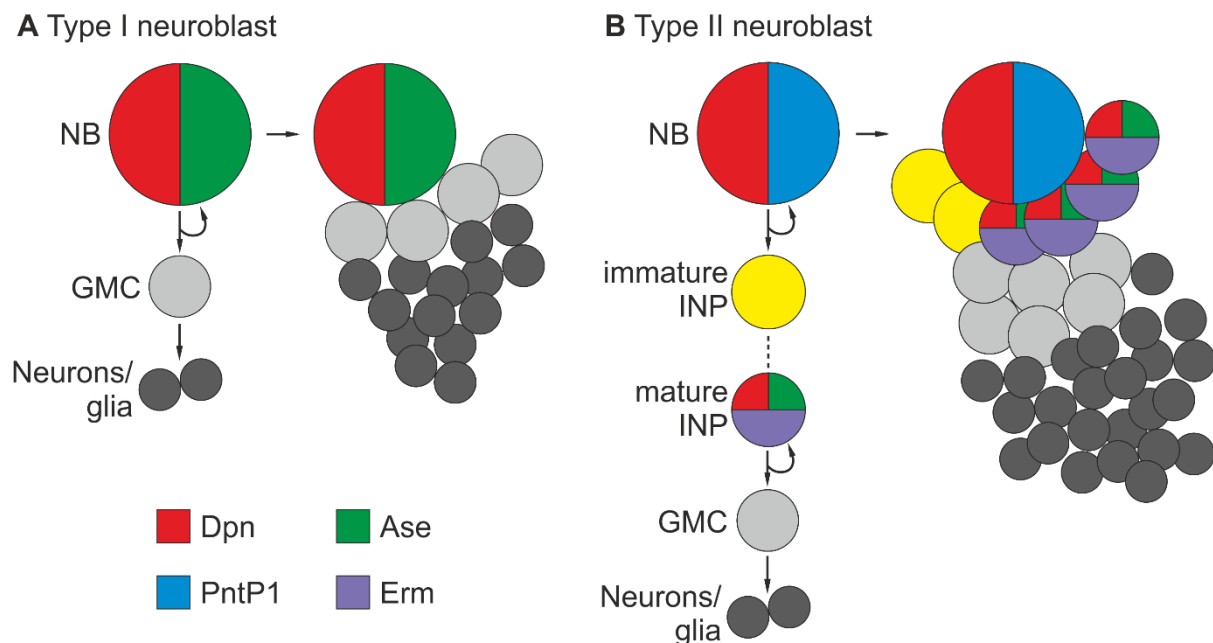 A Type I neuroblast
NB
GMC
Neurons/
glia
Dpn
Ase
PntP1
Erm
B Type II neuroblast
NB
immature
INP
mature
INP
GMC
Neurons/
glia